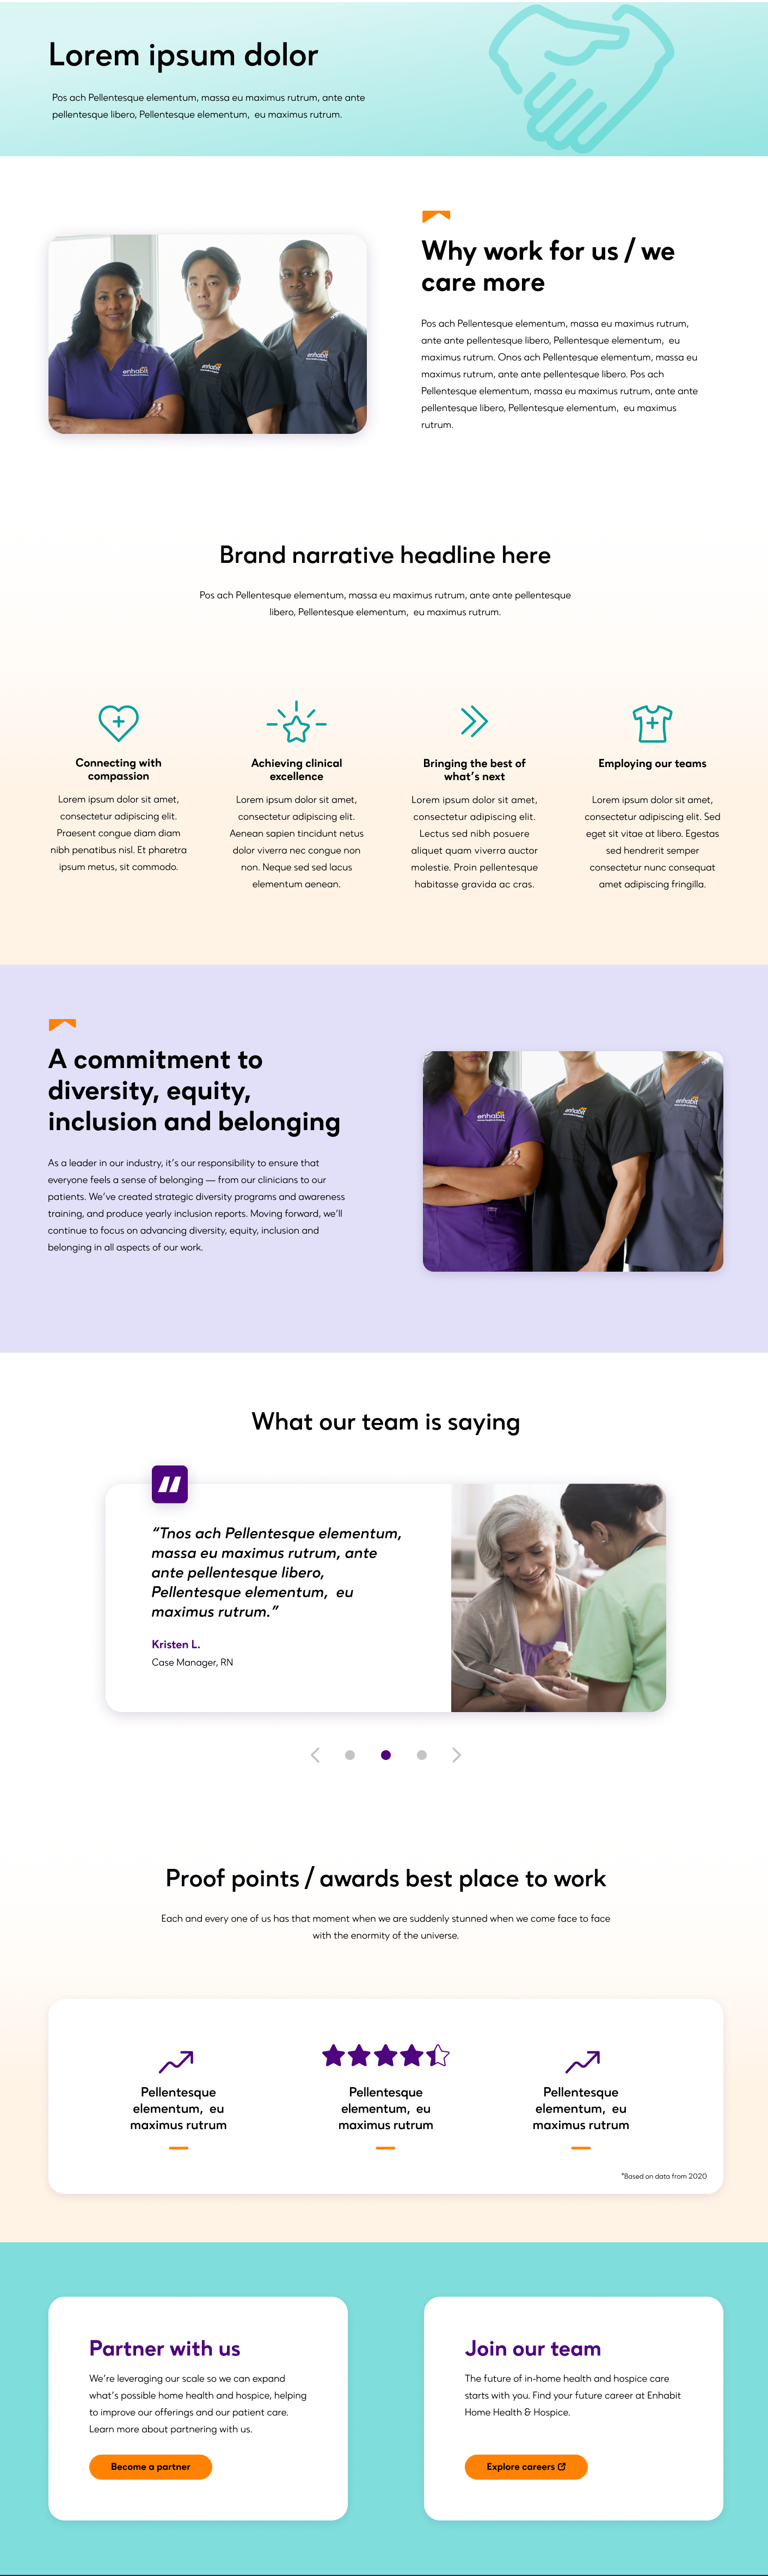 Lorem ipsum dolor
Pos ach Pellentesque elementum, massa eu maximus rutrum, ante ante
pellentesque libero, Pellentesque elementum,  eu maximus rutrum.
Why work for us / we
care more
Pos ach Pellentesque elementum, massa eu maximus rutrum,
ante ante pellentesque libero, Pellentesque elementum,  eu
maximus rutrum. Onos ach Pellentesque elementum, massa eu
maximus rutrum, ante ante pellentesque libero. Pos ach
Pellentesque elementum, massa eu maximus rutrum, ante ante
pellentesque libero, Pellentesque elementum,  eu maximus
rutrum.
enhabit
enhabit
enhabit
Brand narrative headline here
Pos ach Pellentesque elementum, massa eu maximus rutrum, ante ante pellentesque
libero, Pellentesque elementum,  eu maximus rutrum.
Connecting with
compassion
Lorem ipsum dolor sit amet,
consectetur adipiscing elit.
Praesent congue diam diam
nibh penatibus nisl. Et pharetra
ipsum metus, sit commodo.
Achieving clinical
excellence
Lorem ipsum dolor sit amet,
consectetur adipiscing elit.
Aenean sapien tincidunt netus
dolor viverra nec congue non
non. Neque sed sed lacus
elementum aenean.
Bringing the best of
what's next
Lorem ipsum dolor sit amet,
consectetur adipiscing elit.
Lectus sed nibh posuere
aliquet quam viverra auctor
molestie. Proin pellentesque
habitasse gravida ac cras.
Employing our teams
Lorem ipsum dolor sit amet,
consectetur adipiscing elit. Sed
eget sit vitae at libero. Egestas
sed hendrerit semper
consectetur nunc consequat
amet adipiscing fringilla.
A commitment to
diversity, equity,
inclusion and belonging
As a leader in our industry, it's our responsibility to ensure that
everyone feels a sense of belonging — from our clinicians to our
patients. We've created strategic diversity programs and awareness
training, and produce yearly inclusion reports. Moving forward, we'll
continue to focus on advancing diversity, equity, inclusion and
belonging in all aspects of our work.
enhabit
enhabit
enhabit
What our team is saying
“Tnos ach Pellentesque elementum,
massa eu maximus rutrum, ante
ante pellentesque libero,
Pellentesque elementum,  eu
maximus rutrum.”
Kristen L.
Case Manager, RN
Proof points / awards best place to work
Each and every one of us has that moment when we are suddenly stunned when we come face to face
with the enormity of the universe.
Pellentesque
elementum,  eu
maximus rutrum
Pellentesque
elementum,  eu
maximus rutrum
Pellentesque
elementum,  eu
maximus rutrum
*Based on data from 2020
Partner with us
We're leveraging our scale so we can expand
what's possible home health and hospice, helping
to improve our offerings and our patient care.
Learn more about partnering with us.
Become a partner
Join our team
The future of in-home health and hospice care
starts with you. Find your future career at Enhabit
Home Health & Hospice.
Explore careers